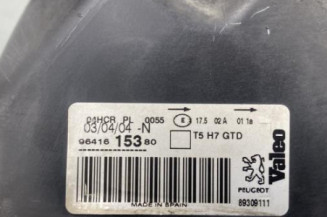 04HCR PL 0055
03/04/04 -N
96416 153 80
E 17.5 02 A 01 1a
T5 H7 GTD
MADE IN SPAIN
PEUGEOT
89309111
Valeo